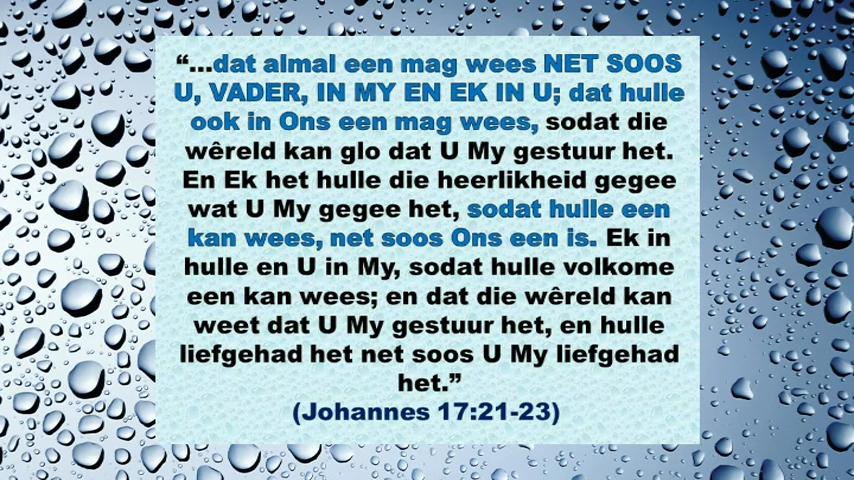 “...dat almal een mag wees NET SOOS
U, VADER, IN MY EN EK IN U; dat hulle
ook in Ons een mag wees, sodat die
wêreld kan glo dat U My gestuur het.
En Ek het hulle die heerlikheid gegee
wat U My gegee het, sodat hulle een
kan wees, net soos Ons een is. Ek in
hulle en U in My, sodat hulle volkome
een kan wees; en dat die wêreld kan
weet dat U My gestuur het, en hulle
liefgehad het net soos U My liefgehad
het.”
(Johannes 17:21-23)